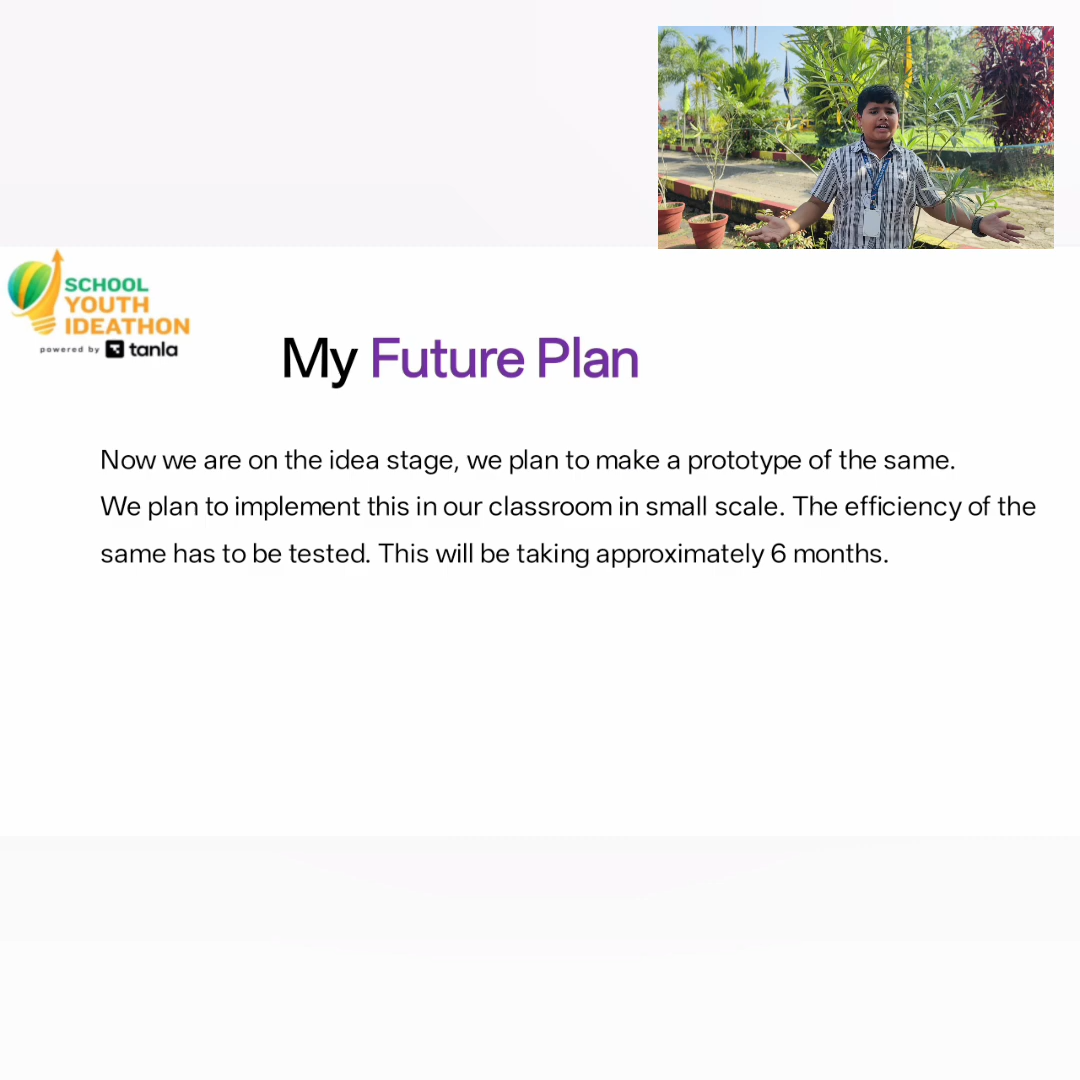 SCHOOL
YOUTH
IDEATHON
powered by tanla
My Future Plan
Now we are on the idea stage, we plan to make a prototype of the same.
We plan to implement this in our classroom in small scale. The efficiency of the
same has to be tested. This will be taking approximately 6 months.